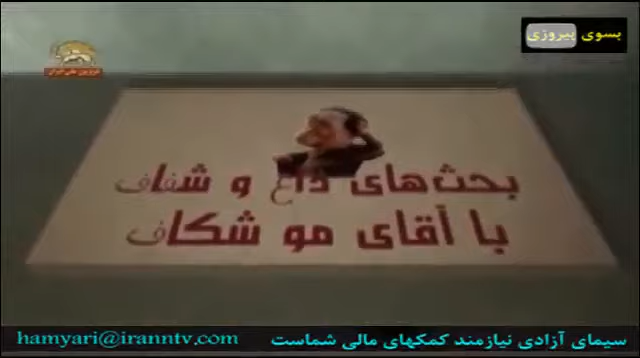 بسوی پیروزی
بحث‌های داغ و شفاف
با آقای مو شکاف
سیمای آزادی نیازمند کمکهای مالی شماست hamyari@iranntv.com